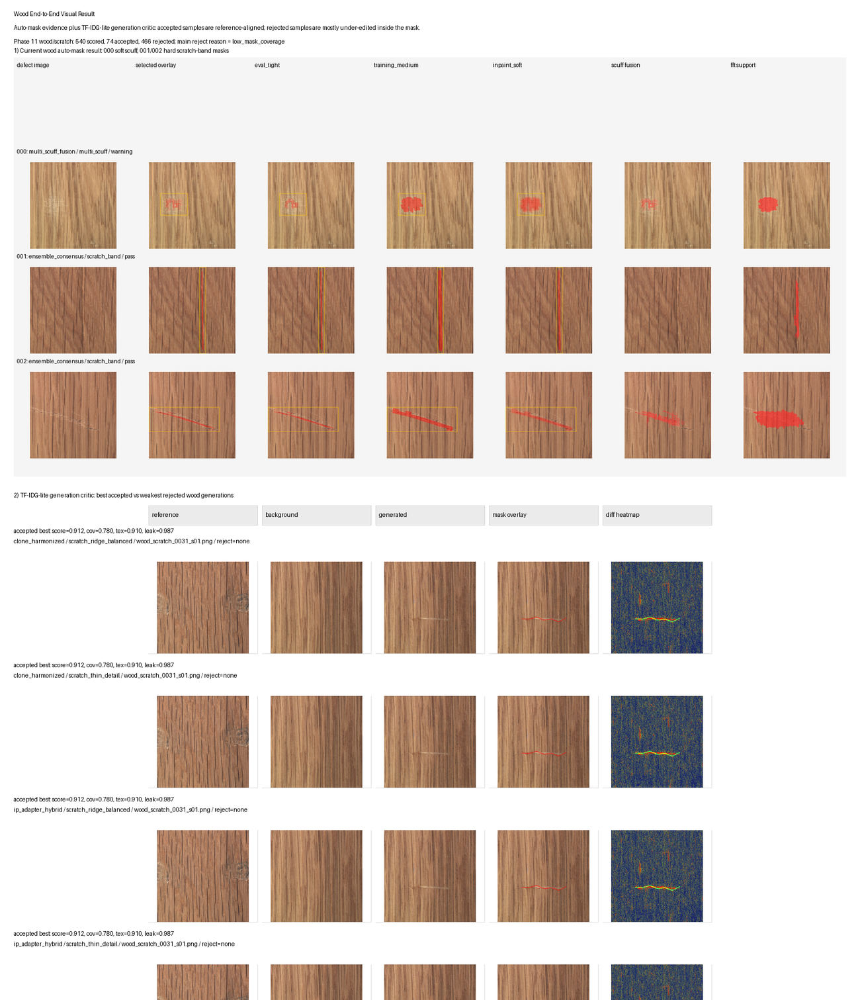 Wood End-to-End Visual Result
Auto-mask evidence plus TF-IDG-lite generation critic: accepted samples are reference-aligned; rejected samples are mostly under-edited inside the mask.
Phase 11 wood/scratch: 540 scored, 74 accepted, 466 rejected; main reject reason = low_mask_coverage
1) Current wood auto-mask result: 000 soft scuff, 001/002 hard scratch-band masks
defect image selected overlay eval_tight training_medium inpaint_soft scuff fusion fft support
000: multi_scuff_fusion / multi_scuff / warning
001: ensemble_consensus / scratch_band / pass
002: ensemble_consensus / scratch_band / pass
2) TF-IDG-lite generation critic: best accepted vs weakest rejected wood generations
reference background generated mask overlay diff heatmap
accepted best score=0.912, cov=0.780, tex=0.910, leak=0.987
clone_harmonized / scratch_ridge_balanced / wood_scratch_0031_s01.png / reject=none
accepted best score=0.912, cov=0.780, tex=0.910, leak=0.987
clone_harmonized / scratch_thin_detail / wood_scratch_0031_s01.png / reject=none
accepted best score=0.912, cov=0.780, tex=0.910, leak=0.987
ip_adapter_hybrid / scratch_ridge_balanced / wood_scratch_0031_s01.png / reject=none
accepted best score=0.912, cov=0.780, tex=0.910, leak=0.987
ip_adapter_hybrid / scratch_thin_detail / wood_scratch_0031_s01.png / reject=none